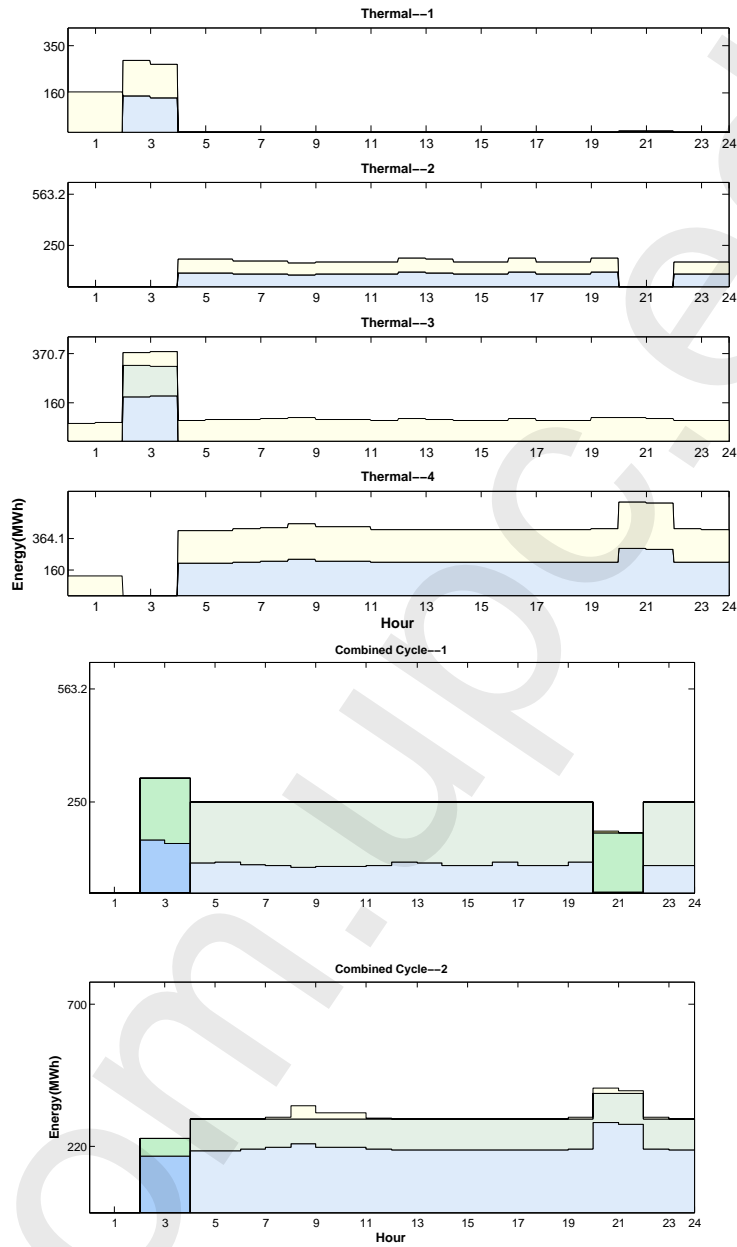 Thermal−−1
350
160
1 3 5 7 9 11 13 15 17 19 21 23 24
Thermal−−2
563.2
250
1 3 5 7 9 11 13 15 17 19 21 23 24
Thermal−−3
370.7
160
1 3 5 7 9 11 13 15 17 19 21 23 24
Thermal−−4
364.1
160
Energy(MWh)
1 3 5 7 9 11 13 15 17 19 21 23 24
Hour
Combined Cycle−−1
563.2
250
1 3 5 7 9 11 13 15 17 19 21 23 24
Combined Cycle−−2
700
220
Energy(MWh)
1 3 5 7 9 11 13 15 17 19 21 23 24
Hour
om.upc.e